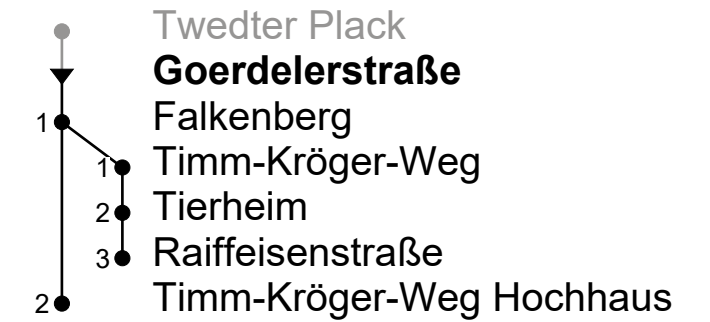 Twedter Plack
Goerdelerstraße
1 Falkenberg
1 Timm-Kröger-Weg
2 Tierheim
3 Raiffeisenstraße
2 Timm-Kröger-Weg Hochhaus